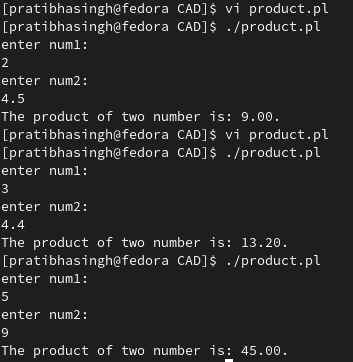 [pratibhasingh@fedora CAD]$ vi product.pl
[pratibhasingh@fedora CAD]$ ./product.pl
enter num1:
2
enter num2:
4.5
The product of two number is: 9.00.
[pratibhasingh@fedora CAD]$ vi product.pl
[pratibhasingh@fedora CAD]$ ./product.pl
enter num1:
3
enter num2:
4.4
The product of two number is: 13.20.
[pratibhasingh@fedora CAD]$ ./product.pl
enter num1:
5
enter num2:
9
The product of two number is: 45.00.